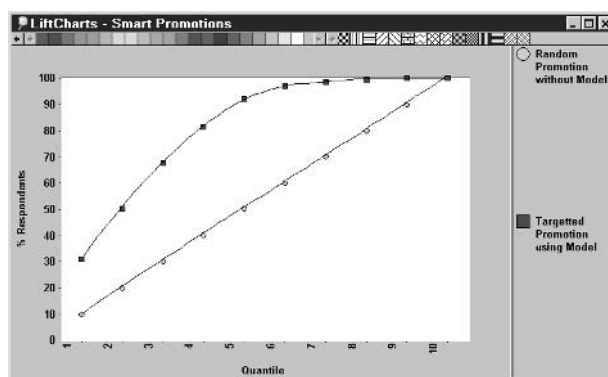 LiftCharts - Smart Promotions
100
90
80
70
60
50
40
30
20
10
0
% Respondents
1
2
3
4
5
6
7
8
9
10
Quantile
Random
Promotion
without Model
Targetted
Promotion
using Model